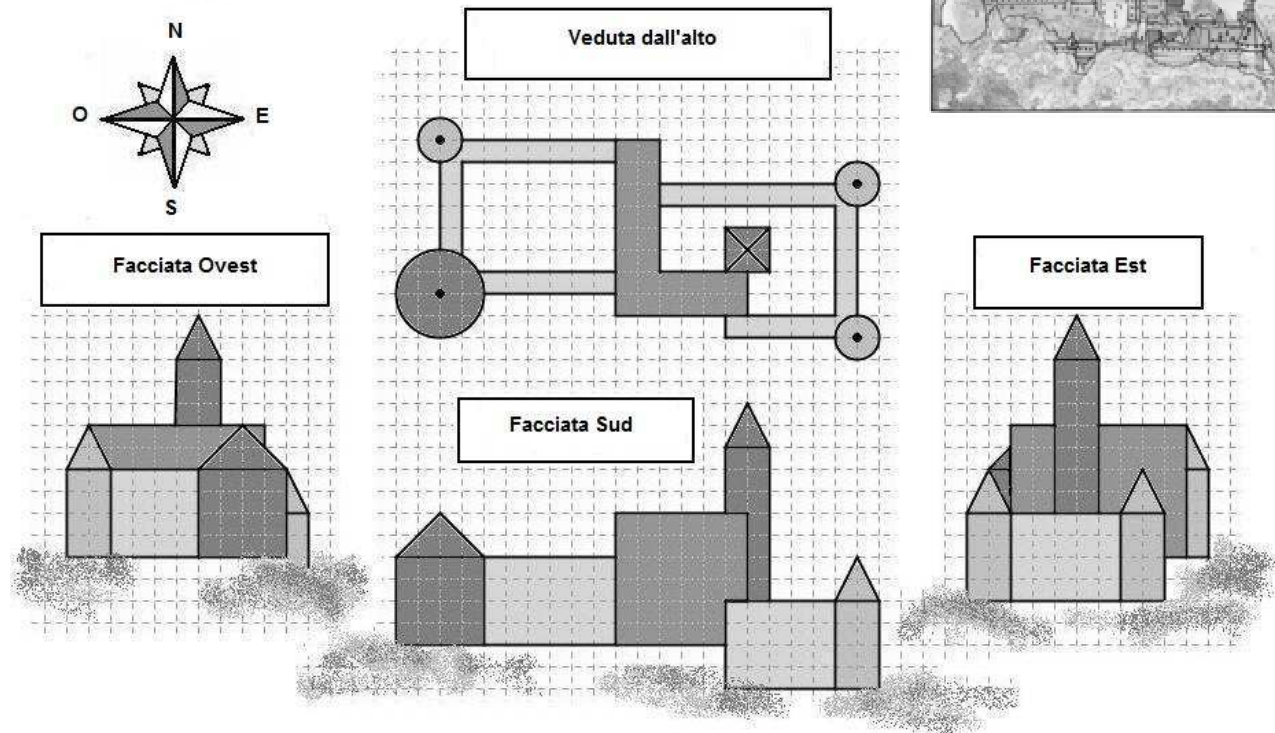 N
Veduta dall'alto
O
E
S
Facciata Ovest
Facciata Est
Facciata Sud